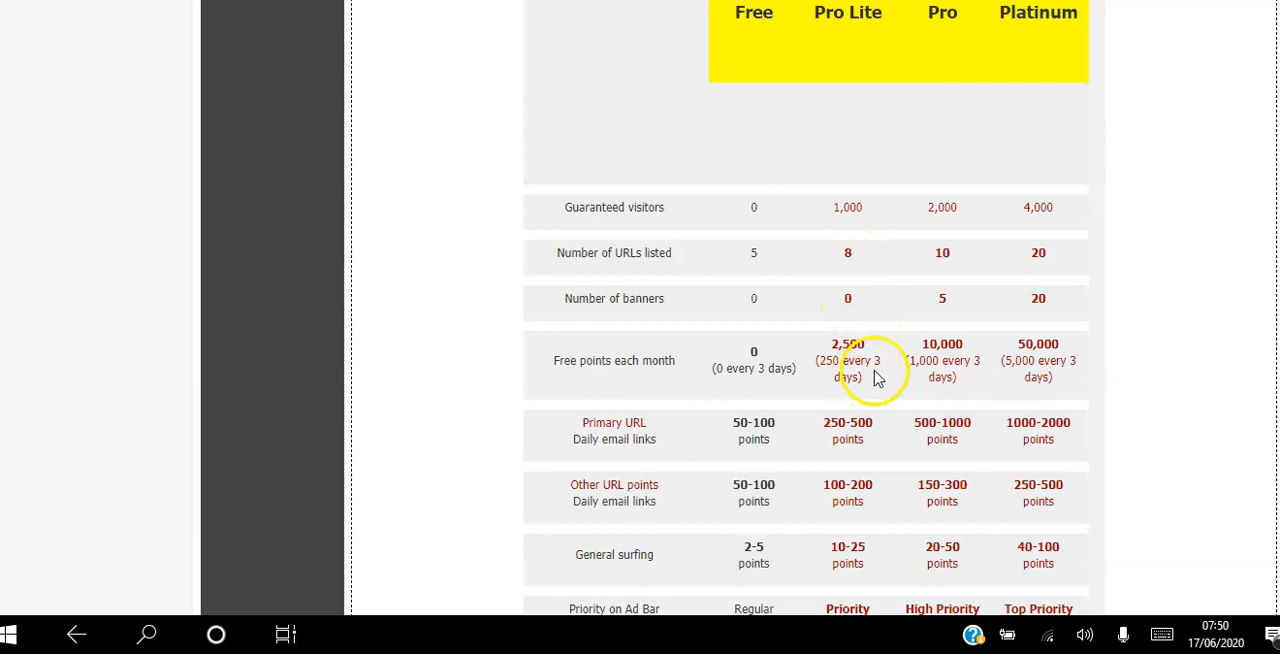 Free Pro Lite Pro Platinum
Guaranteed visitors 0 1,000 2,000 4,000
Number of URLs listed 5 8 10 20
Number of banners 0 0 5 20
Free points each month 0 2,500 10,000 50,000
(0 every 3 days) (250 every 3 days) (1,000 every 3 days) (5,000 every 3 days)
Primary URL 50-100 250-500 500-1000 1000-2000
Daily email links points points points points
Other URL points 50-100 100-200 150-300 250-500
Daily email links points points points points
General surfing 2-5 10-25 20-50 40-100
points points points points
Priority on Ad Bar Regular Priority High Priority Top Priority
07:50
17/06/2020